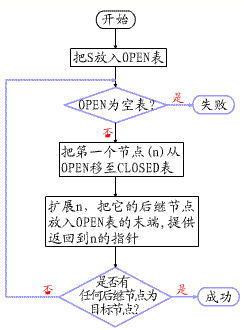 开始
把S放入OPEN表
OPEN为空表?
是
失败
否
把第一个节点(n)从
OPEN移至CLOSED表
扩展n，把它的后继节点
放入OPEN表的末端,提供
返回到n的指针
是否有
任何后继节点为
目标节点?
否
是
成功